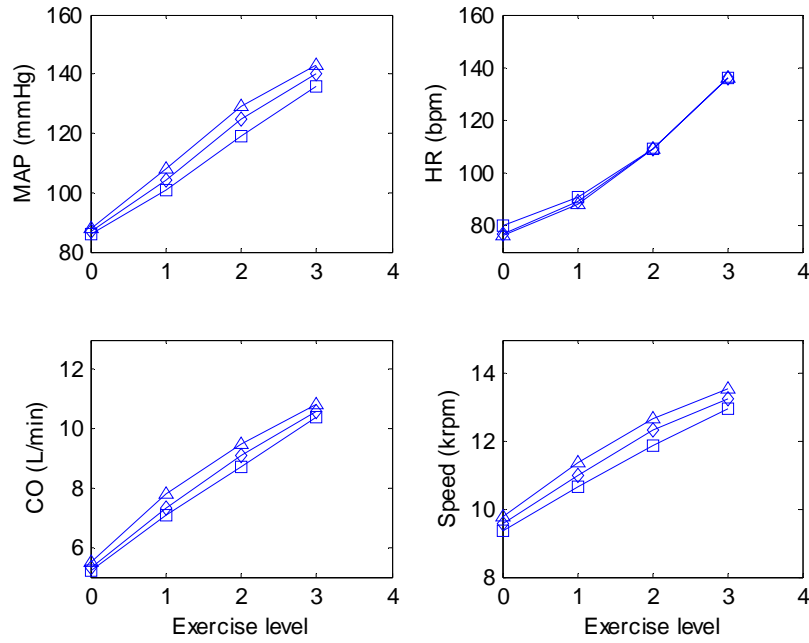 160
140
120
100
80
MAP (mmHg)
0 1 2 3 4
160
140
120
100
80
HR (bpm)
0 1 2 3 4
12
10
8
6
CO (L/min)
0 1 2 3 4
Exercise level
14
12
10
8
Speed (krpm)
0 1 2 3 4
Exercise level